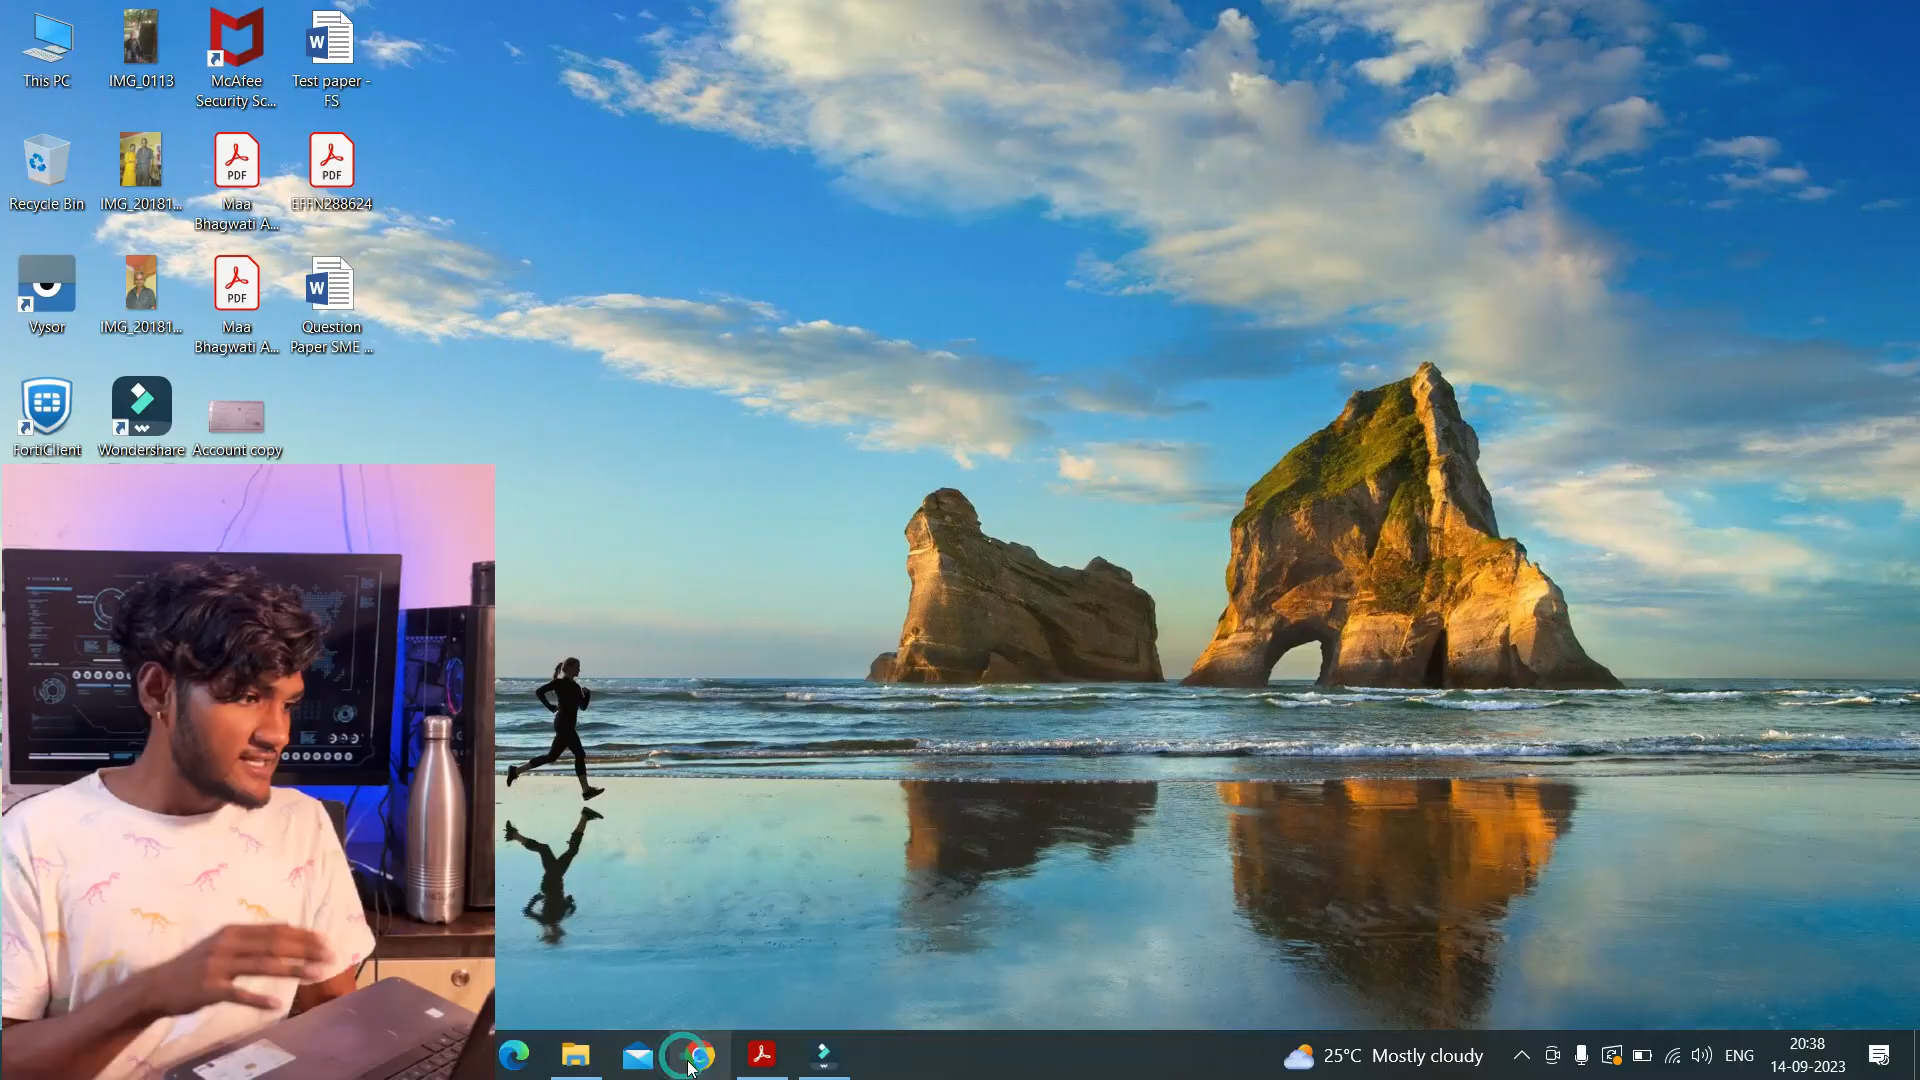 This PC
IMG_0113
McAfee
Security Sc...
Test paper -
FS
Recycle Bin
IMG_20181...
Maa
Bhagwati A...
EFFN288624
Vysor
IMG_20181...
Maa
Bhagwati A...
Question
Paper SME ...
FortiClient
Wondershare
Account copy
PDF
PDF
PDF
25°C Mostly cloudy
ENG
20:38
14-09-2023